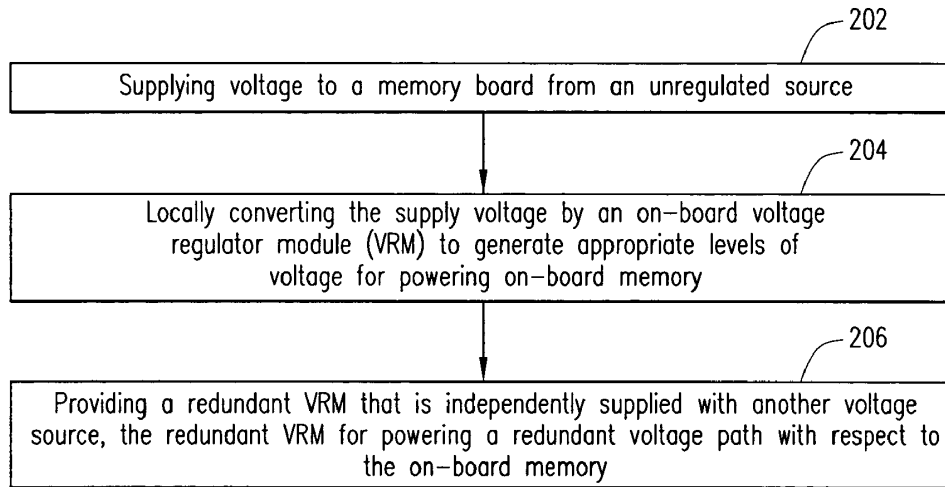 202
Supplying voltage to a memory board from an unregulated source
204
Locally converting the supply voltage by an on-board voltage
regulator module (VRM) to generate appropriate levels of
voltage for powering on-board memory
206
Providing a redundant VRM that is independently supplied with another voltage
source, the redundant VRM for powering a redundant voltage path with respect to
the on-board memory